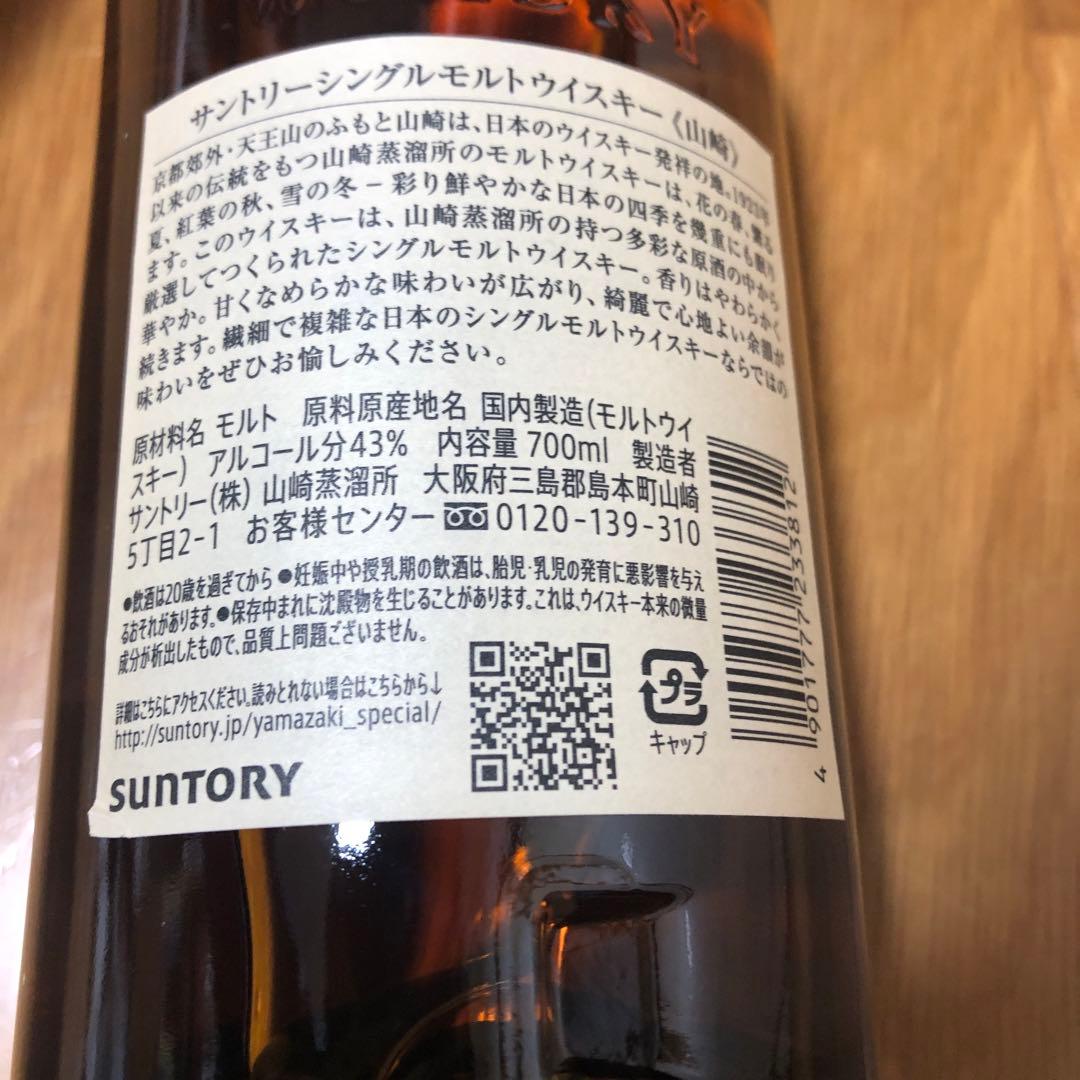 サントリーシングルモルトウイスキー《山崎》
京都郊外・天王山のふもと山崎は、日本のウイスキー発祥の地。1923年
以来の伝統をもつ山崎蒸溜所のモルトウイスキーは、花の春、繁る
夏、紅葉の秋、雪の冬−彩り鮮やかな日本の四季を幾重にも
ます。このウイスキーは、山崎蒸溜所の持つ多彩な原酒の中から
厳選してつくられたシングルモルトウイスキー。香りはやわらかく
華やか。甘くなめらかな味わいが広がり、綺麗で心地よい余韻が
続きます。繊細で複雑な日本のシングルモルトウイスキーならではの
味わいをぜひお愉しみください。
原材料名 モルト 原料原産地名 国内製造(モルトウイ
スキー) アルコール分43% 内容量 700ml 製造者
サントリー(株) 山崎蒸溜所 大阪府三島郡島本町山崎
5丁目2-1 お客様センター 0120-139-310
●飲酒は20歳を過ぎてから ●妊娠中や授乳期の飲酒は、胎児・乳児の発育に悪影響を与え
るおそれがあります。●保存中まれに沈殿物を生じることがあります。これは、ウイスキー本来の微量
成分が析出したもので、品質上問題ございません。
詳細はこちらにアクセスください。読みとれない場合はこちらから↓
http://suntory.jp/yamazaki_special/
SUNTORY
プラ
キャップ
4 901777 233812